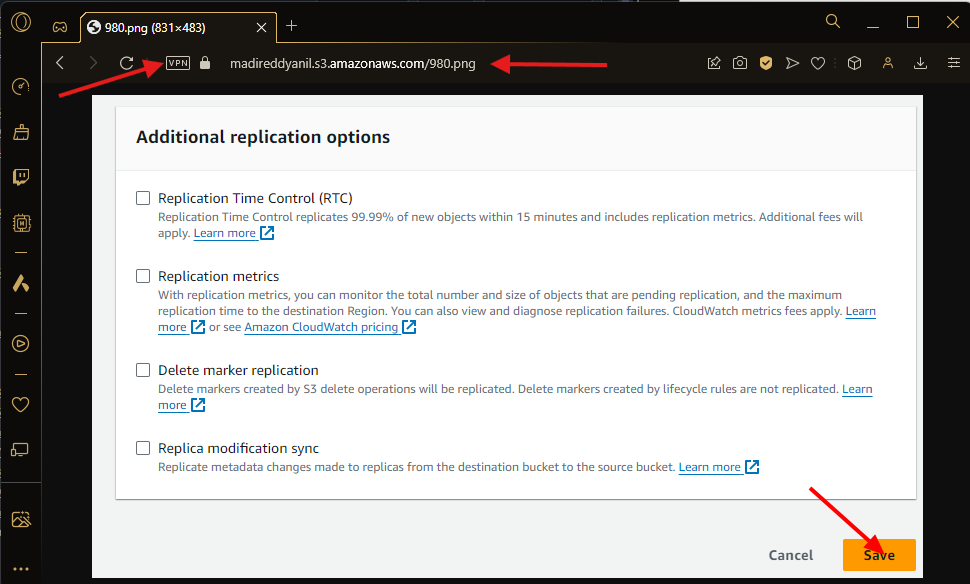 980.png (831×483)
VPN
madireddyanil.s3.amazonaws.com/980.png
Additional replication options
Replication Time Control (RTC)
Replication Time Control replicates 99.99% of new objects within 15 minutes and includes replication metrics. Additional fees will
apply. Learn more
Replication metrics
With replication metrics, you can monitor the total number and size of objects that are pending replication, and the maximum
replication time to the destination Region. You can also view and diagnose replication failures. CloudWatch metrics fees apply. Learn
more or see Amazon CloudWatch pricing
Delete marker replication
Delete markers created by S3 delete operations will be replicated. Delete markers created by lifecycle rules are not replicated. Learn
more
Replica modification sync
Replicate metadata changes made to replicas from the destination bucket to the source bucket. Learn more
Cancel
Save